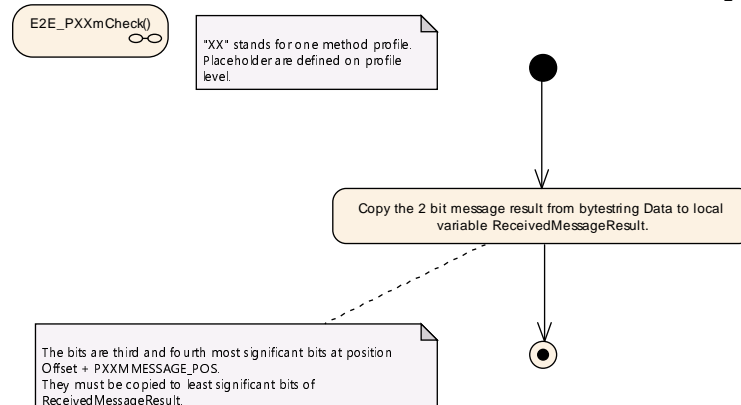 E2E_PXXmCheck()
"XX" stands for one method profile.
Placeholder are defined on profile
level.
Copy the 2 bit message result from bytestring Data to local
variable ReceivedMessageResult.
The bits are third and fourth most significant bits at position
Offset + PXXMMESSAGE_POS.
They must be copied to least significant bits of
ReceivedMessageResult.